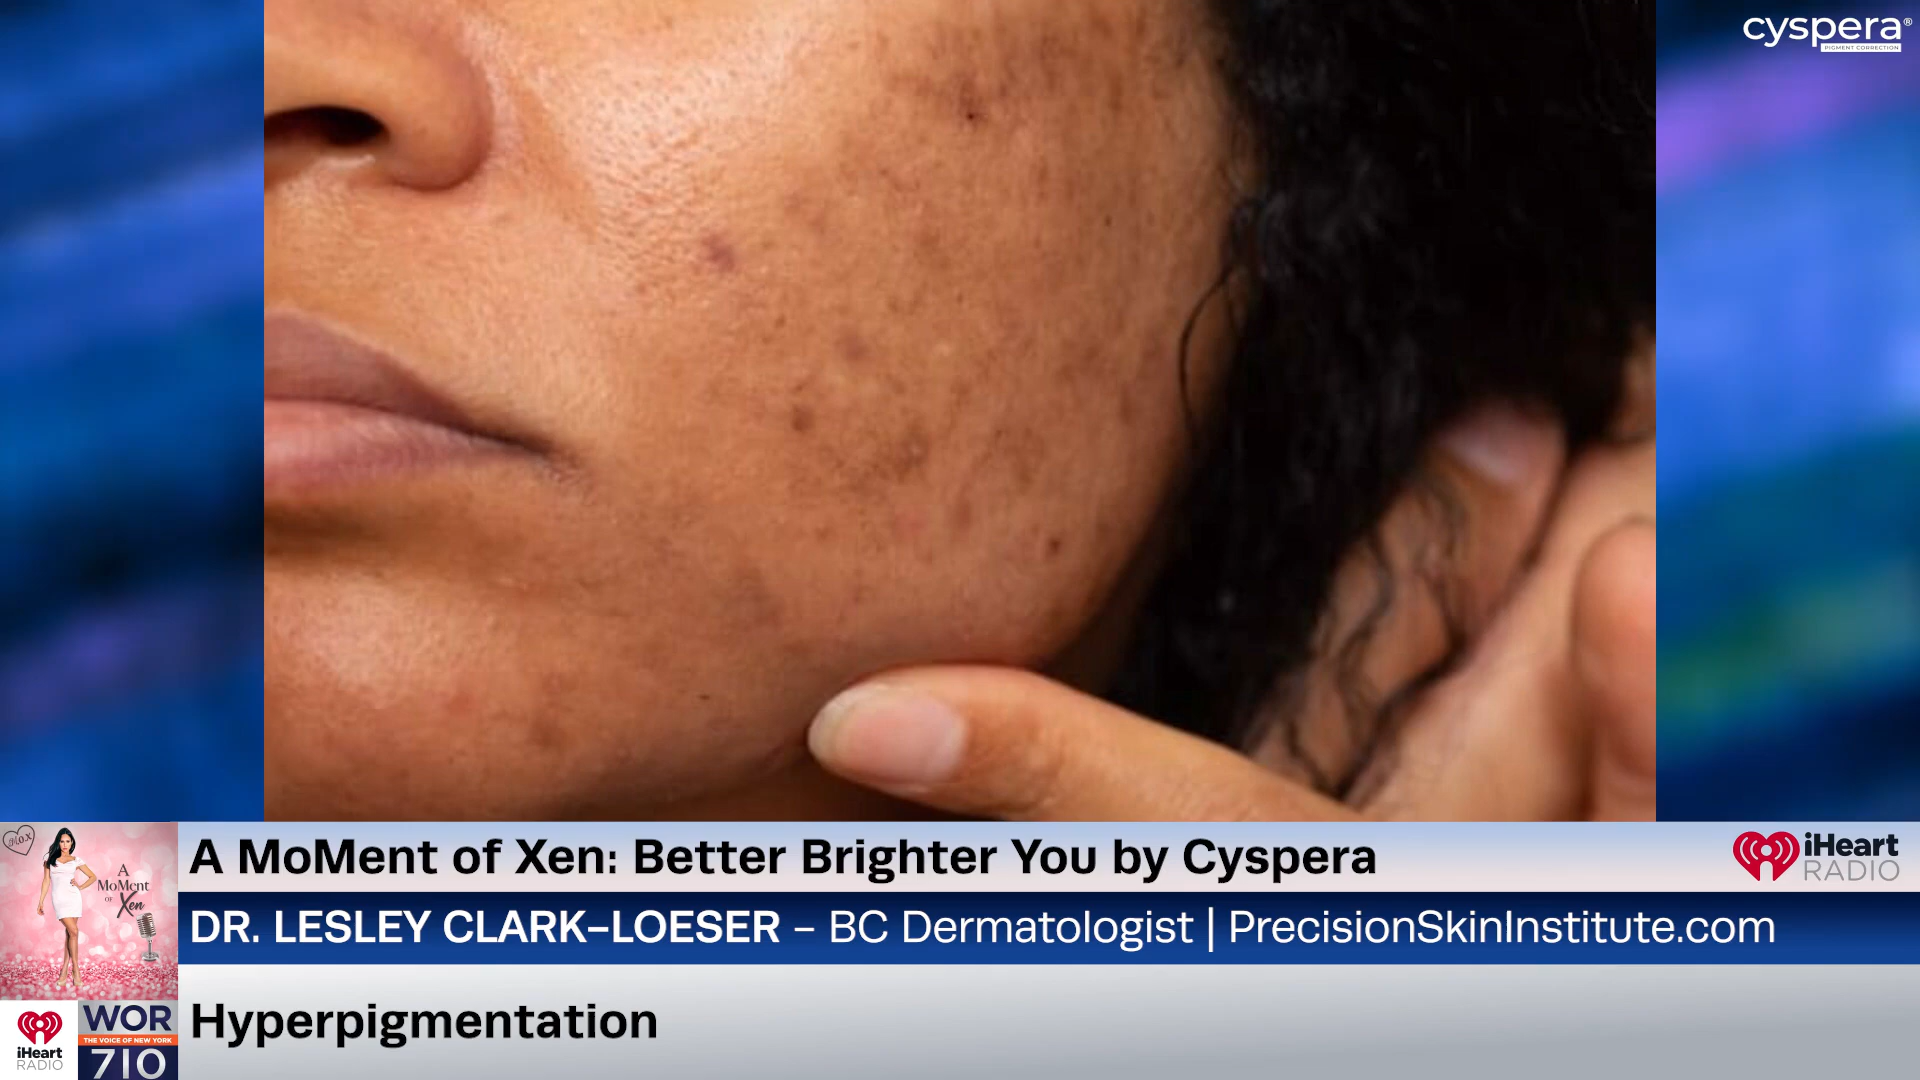 cyspera®
PIGMENT CORRECTION
A MoMent of Xen: Better Brighter You by Cyspera
iHeart
RADIO
DR. LESLEY CLARK–LOESER – BC Dermatologist | PrecisionSkinInstitute.com
Hyperpigmentation
M.O.X
A
MoMent
OF
Xen
iHeart
RADIO
WOR
THE VOICE OF NEW YORK
710